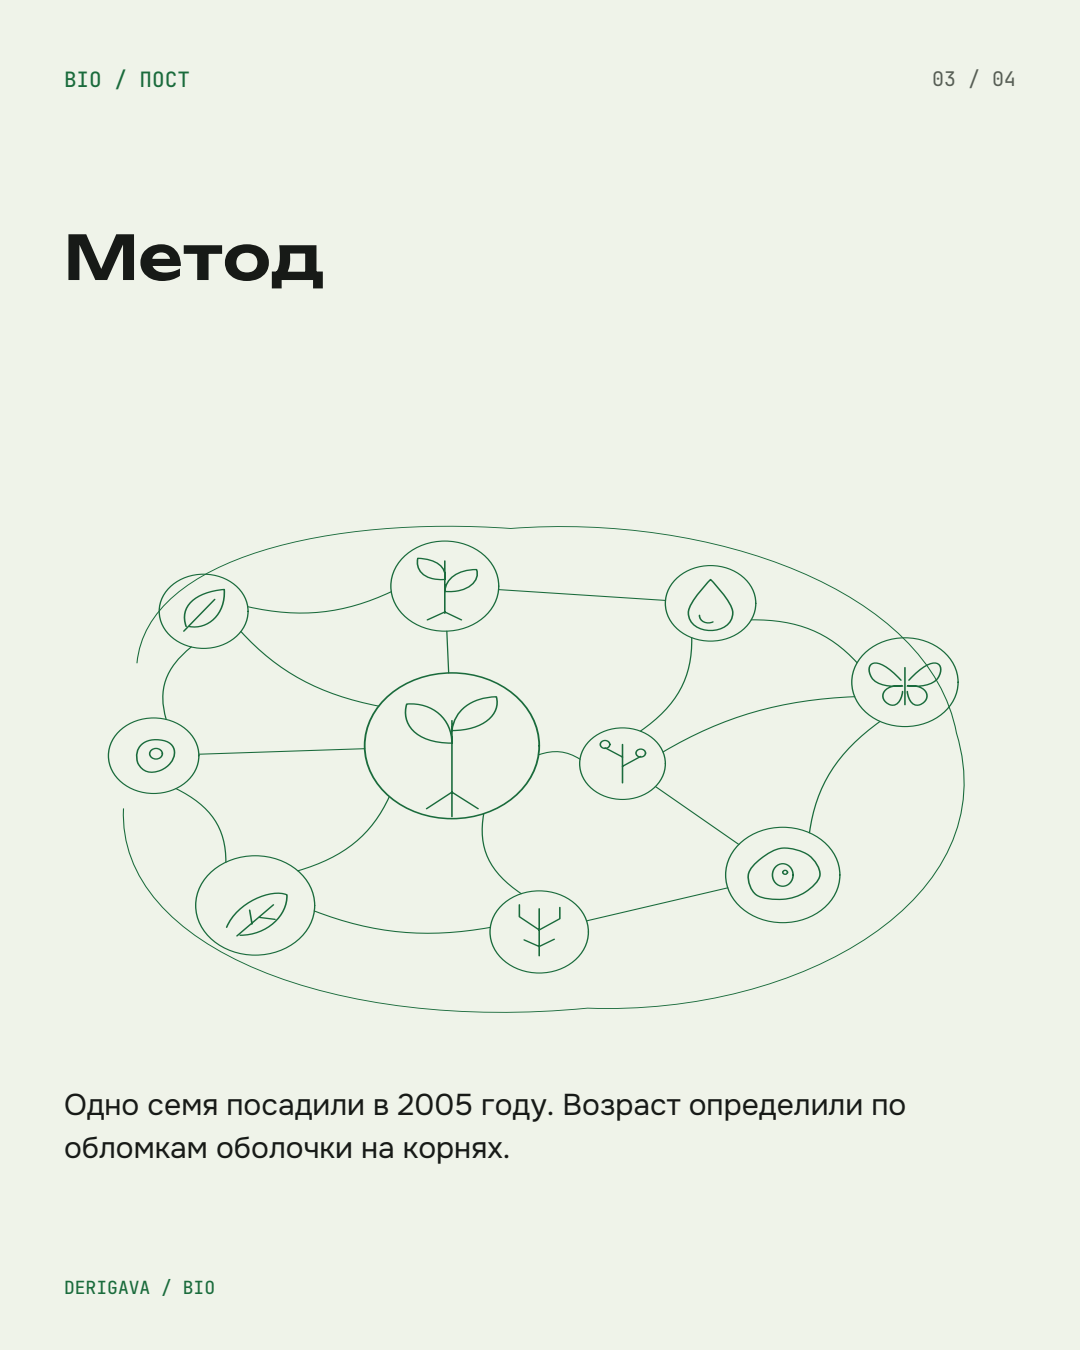 BIO / ПОСТ
03 / 04
Метод
Одно семя посадили в 2005 году. Возраст определили по
обломкам оболочки на корнях.
DERIGAVA / BIO